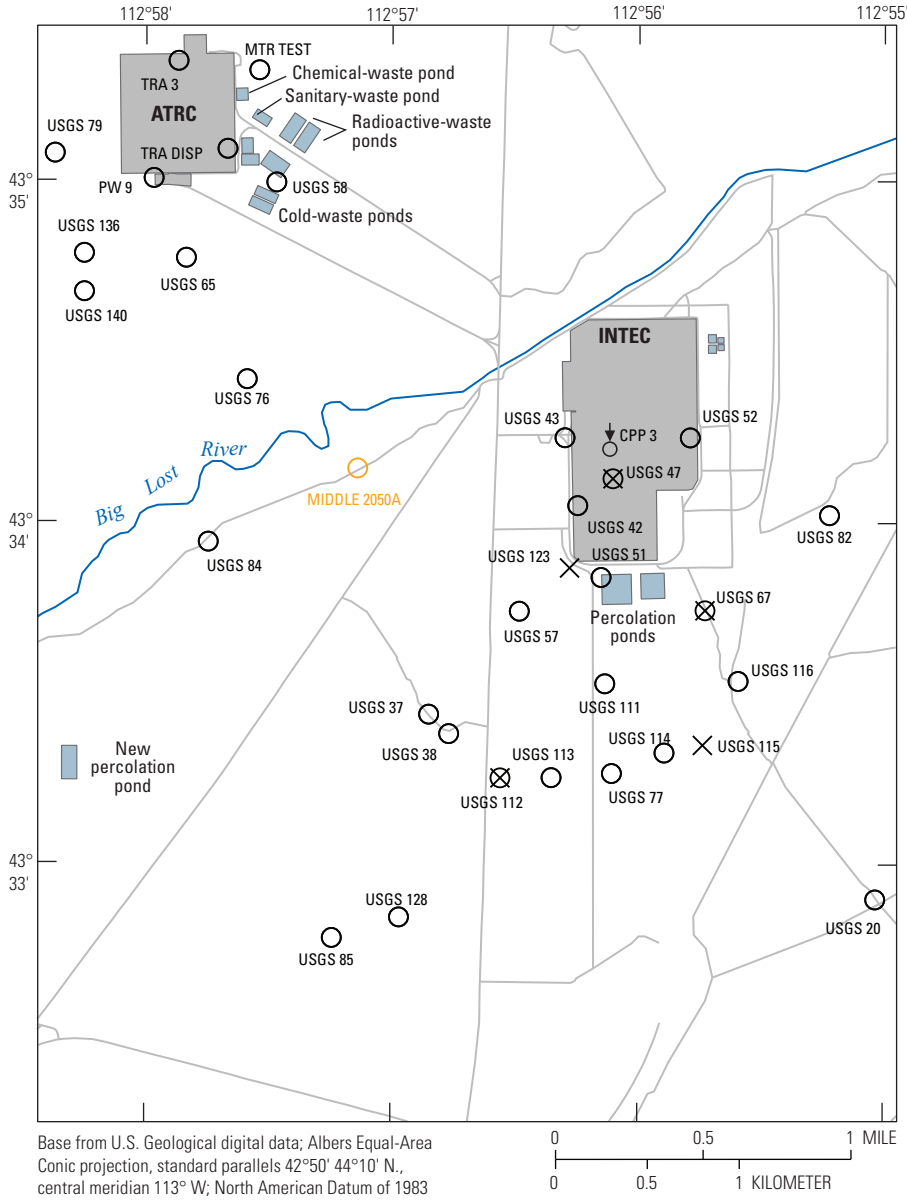 112°58'
112°57'
112°56'
112°55'
MTR TEST
TRA 3
Chemical-waste pond
Sanitary-waste pond
ATRC
Radioactive-waste
ponds
USGS 79
TRA DISP
43°
35'
PW 9
USGS 58
Cold-waste ponds
USGS 136
USGS 65
USGS 140
INTEC
USGS 76
USGS 43
USGS 52
CPP 3
Big Lost River
USGS 47
MIDDLE 2050A
43°
34'
USGS 42
USGS 82
USGS 84
USGS 123
USGS 51
Percolation
ponds
USGS 67
USGS 57
USGS 116
USGS 37
USGS 111
USGS 38
USGS 114
USGS 115
New
percolation
pond
USGS 113
USGS 112
USGS 77
43°
33'
USGS 128
USGS 85
USGS 20
Base from U.S. Geological digital data; Albers Equal-Area
Conic projection, standard parallels 42°50' 44°10' N.,
central meridian 113° W; North American Datum of 1983
0 0.5 1 MILE
0 0.5 1 KILOMETER